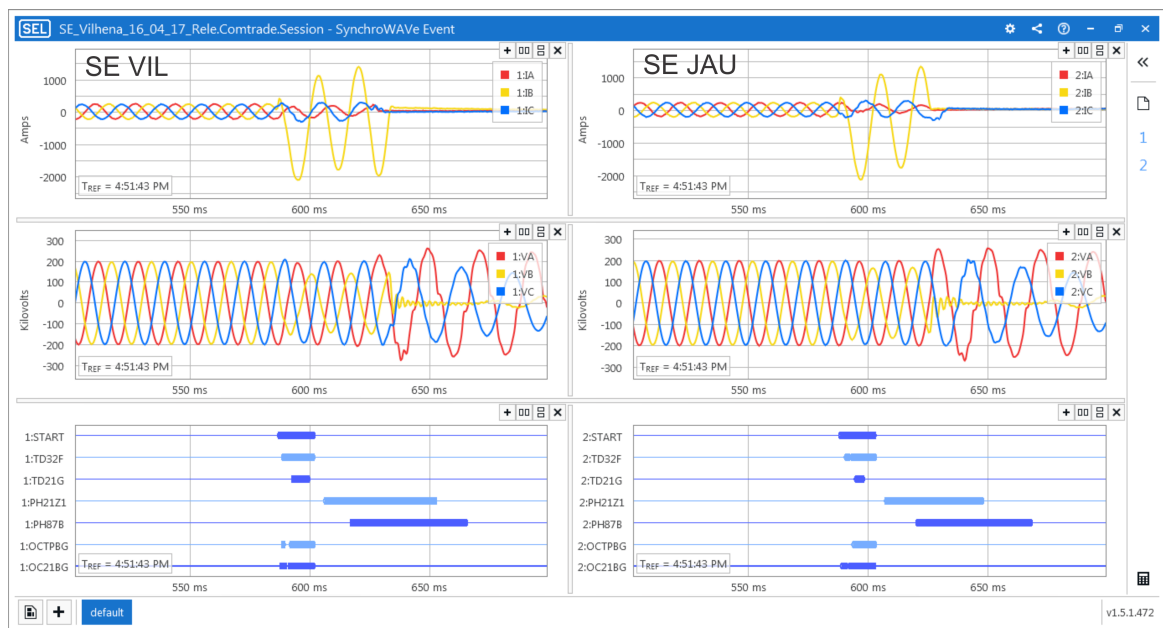 SEL SE_Vilhena_16_04_17_Rele.Comtrade.Session - SynchroWAVe Event
SE VIL
1000
0
-1000
-2000
Amps
1:IA
1:IB
1:IC
TREF = 4:51:43 PM
550 ms 600 ms 650 ms
SE JAU
1000
0
-1000
-2000
Amps
2:IA
2:IB
2:IC
TREF = 4:51:43 PM
550 ms 600 ms 650 ms
1
2
300
200
100
0
-100
-200
-300
Kilovolts
1:VA
1:VB
1:VC
TREF = 4:51:43 PM
550 ms 600 ms 650 ms
300
200
100
0
-100
-200
-300
Kilovolts
2:VA
2:VB
2:VC
TREF = 4:51:43 PM
550 ms 600 ms 650 ms
1:START
1:TD32F
1:TD21G
1:PH21Z1
1:PH87B
1:OCTPBG
1:OC21BG
TREF = 4:51:43 PM
550 ms 600 ms 650 ms
2:START
2:TD32F
2:TD21G
2:PH21Z1
2:PH87B
2:OCTPBG
2:OC21BG
TREF = 4:51:43 PM
550 ms 600 ms 650 ms
default
v1.5.1.472